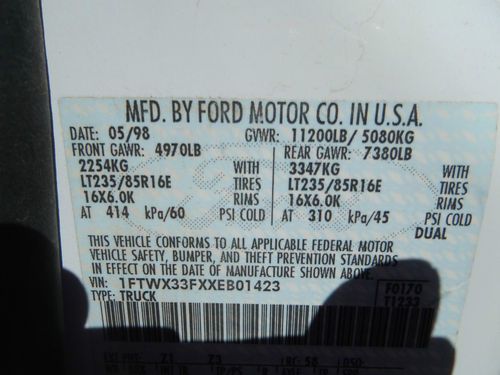 MFD. BY FORD MOTOR CO. IN U.S.A.
DATE: 05/98 GVWR: 11200LB/ 5080KG
FRONT GAWR: 4970LB REAR GAWR: 7380LB
2254KG WITH 3347KG WITH
LT235/85R16E TIRES LT235/85R16E TIRES
16X6.0K RIMS 16X6.0K RIMS
AT 414 kPa/60 PSI COLD AT 310 kPa/45 PSI COLD
DUAL
THIS VEHICLE CONFORMS TO ALL APPLICABLE FEDERAL MOTOR
VEHICLE SAFETY, BUMPER, AND THEFT PREVENTION STANDARDS
IN EFFECT ON THE DATE OF MANUFACTURE SHOWN ABOVE.
VIN: 1FTWX33FXXEB01423 F0170
TYPE: TRUCK T1233